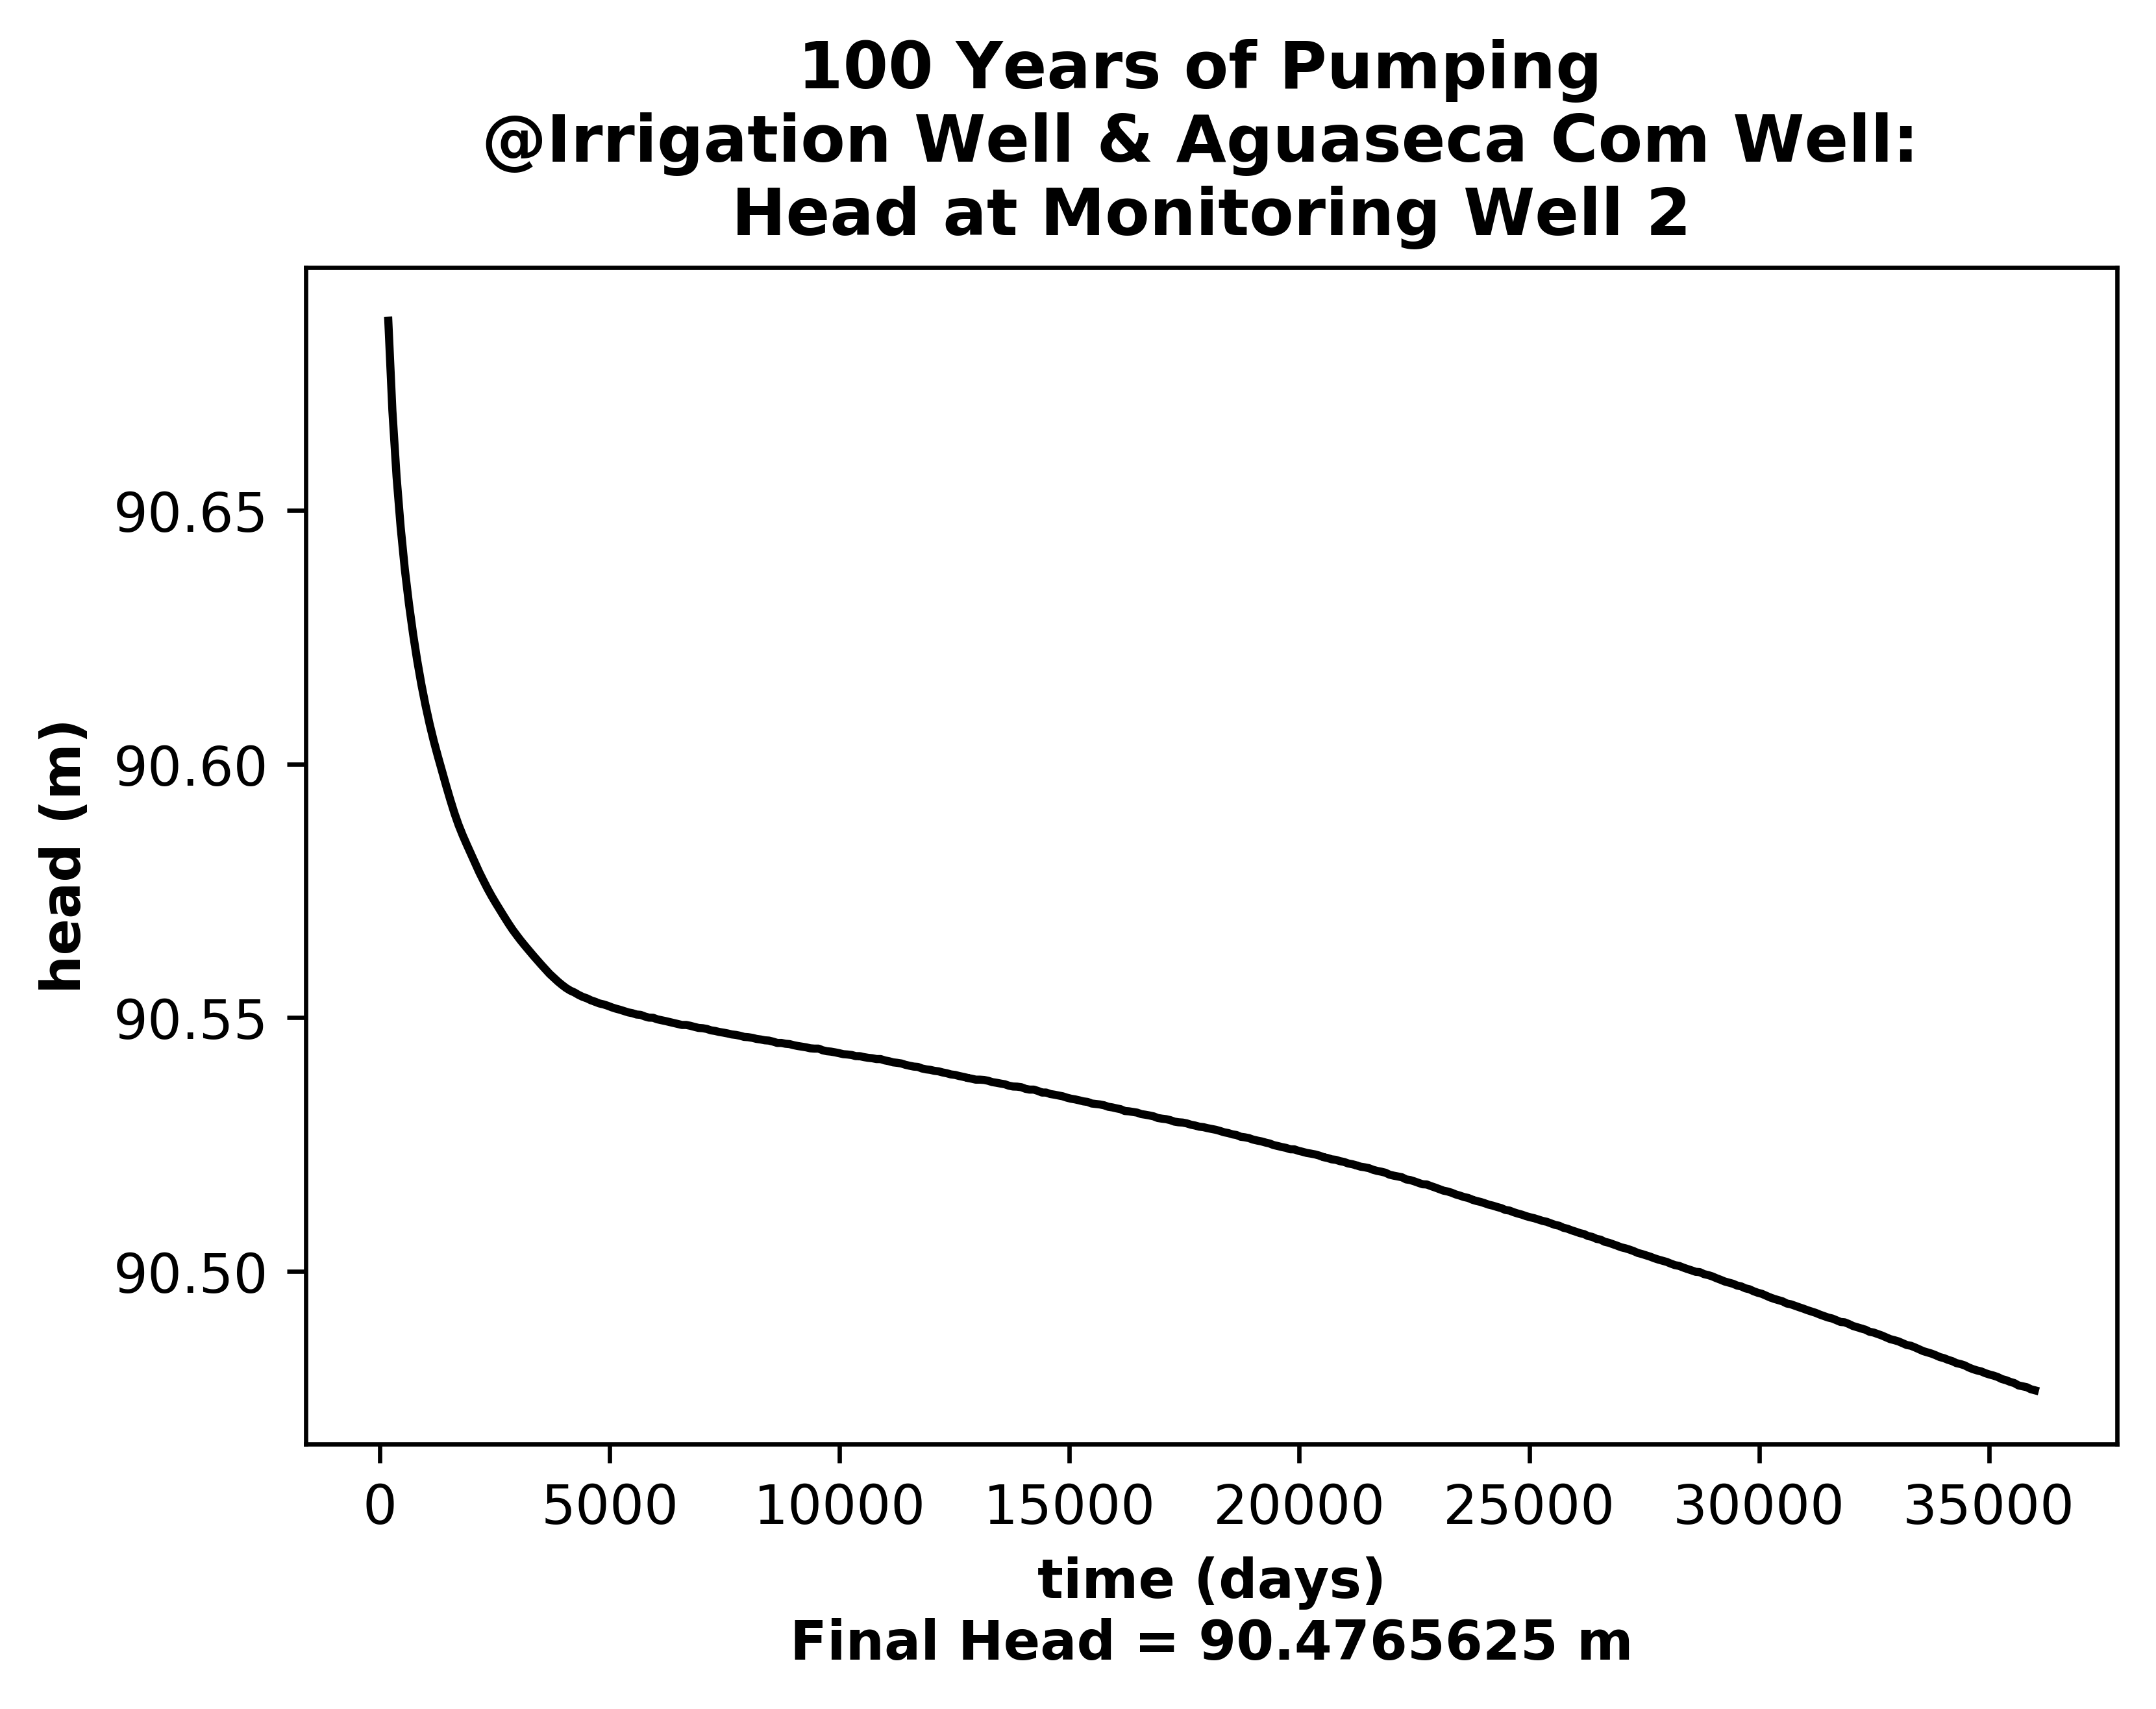 100 Years of Pumping
@Irrigation Well & Aguaseca Com Well:
Head at Monitoring Well 2
head (m)
90.65
90.60
90.55
90.50
0 5000 10000 15000 20000 25000 30000 35000
time (days)
Final Head = 90.4765625 m